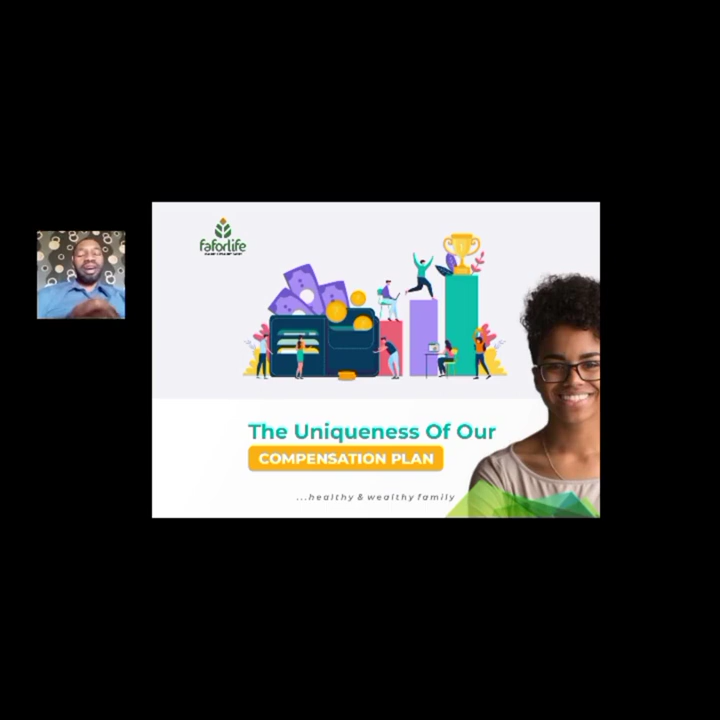 faforlife
The Uniqueness Of Our
COMPENSATION PLAN
...healthy & wealthy family